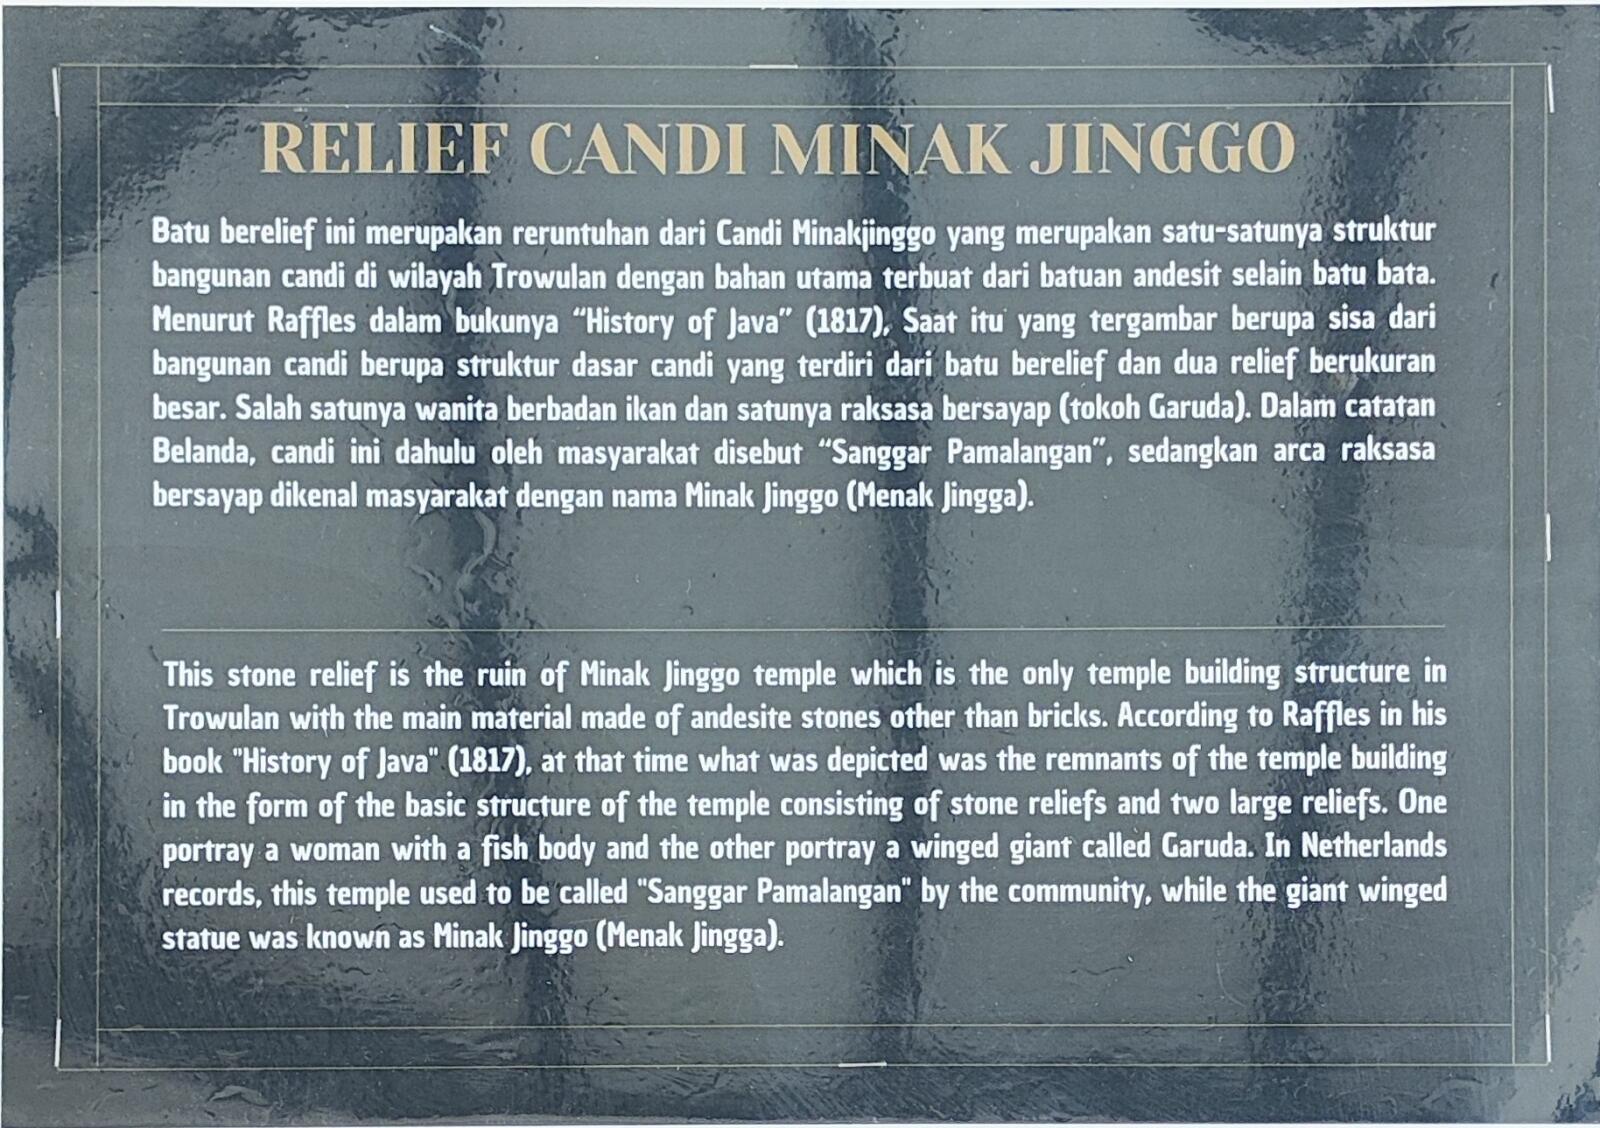 RELIEF CANDI MINAK JINGGO
Batu berelief ini merupakan reruntuhan dari Candi Minakjinggo yang merupakan satu-satunya struktur
bangunan candi di wilayah Trowulan dengan bahan utama terbuat dari batuan andesit selain batu bata.
Menurut Raffles dalam bukunya “History of Java” (1817), Saat itu yang tergambar berupa sisa dari
bangunan candi berupa struktur dasar candi yang terdiri dari batu berelief dan dua relief berukuran
besar. Salah satunya wanita berbadan ikan dan satunya raksasa bersayap (tokoh Garuda). Dalam catatan
Belanda, candi ini dahulu oleh masyarakat disebut “Sanggar Pamalangan”, sedangkan arca raksasa
bersayap dikenal masyarakat dengan nama Minak Jinggo (Menak Jingga).
This stone relief is the ruin of Minak Jinggo temple which is the only temple building structure in
Trowulan with the main material made of andesite stones other than bricks. According to Raffles in his
book "History of Java" (1817), at that time what was depicted was the remnants of the temple building
in the form of the basic structure of the temple consisting of stone reliefs and two large reliefs. One
portray a woman with a fish body and the other portray a winged giant called Garuda. In Netherlands
records, this temple used to be called "Sanggar Pamalangan" by the community, while the giant winged
statue was known as Minak Jinggo (Menak Jingga).